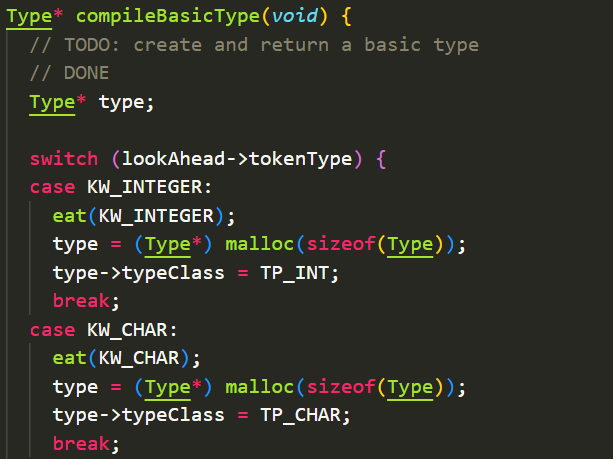 Type* compileBasicType(void) {
  // TODO: create and return a basic type
  // DONE
  Type* type;

  switch (lookAhead->tokenType) {
  case KW_INTEGER:
    eat(KW_INTEGER);
    type = (Type*) malloc(sizeof(Type));
    type->typeClass = TP_INT;
    break;
  case KW_CHAR:
    eat(KW_CHAR);
    type = (Type*) malloc(sizeof(Type));
    type->typeClass = TP_CHAR;
    break;